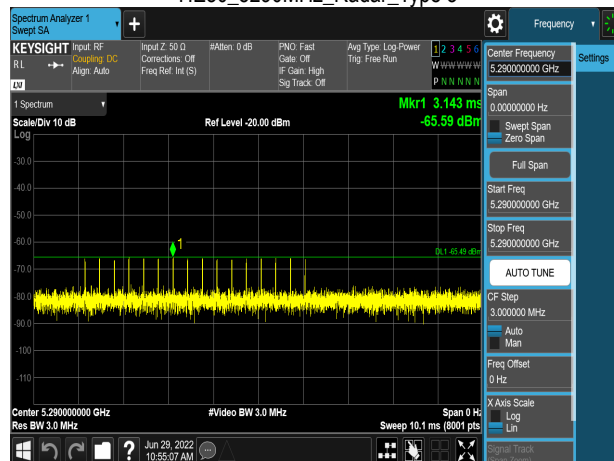 Spectrum Analyzer 1
Swept SA
+
Frequency
KEYSIGHT
RL
LXI
Input: RF
Coupling: DC
Align: Auto
Input Z: 50 Ω
Corrections: Off
Freq Ref: Int (S)
#Atten: 0 dB
PNO: Fast
Gate: Off
IF Gain: High
Sig Track: Off
Avg Type: Log-Power
Trig: Free Run
1 2 3 4 5 6
W W W W W W
P N N N N N
1 Spectrum
Scale/Div 10 dB
Log
Ref Level -20.00 dBm
Mkr1 3.143 ms
-65.59 dBm
-30.0
-40.0
-50.0
-60.0
-70.0
-80.0
-90.0
-100
-110
1
DL1 -65.49 dBm
Center 5.290000000 GHz
Res BW 3.0 MHz
#Video BW 3.0 MHz
Span 0 Hz
Sweep 10.1 ms (8001 pts
?
Jun 29, 2022
10:55:07 AM
Center Frequency
5.290000000 GHz
Settings
Span
0.00000000 Hz
Swept Span
Zero Span
Full Span
Start Freq
5.290000000 GHz
Stop Freq
5.290000000 GHz
AUTO TUNE
CF Step
3.000000 MHz
Auto
Man
Freq Offset
0 Hz
X Axis Scale
Log
Lin
Signal Track
(Span Zoom)